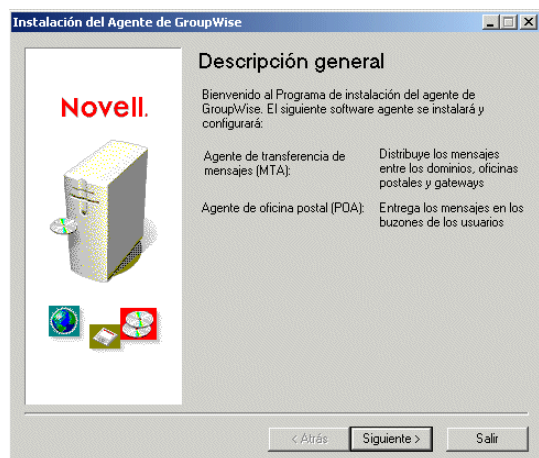 Instalación del Agente de GroupWise
Novell.
Descripción general
Bienvenido al Programa de instalación del agente de
GroupWise. El siguiente software agente se instalará y
configurará:
Agente de transferencia de
mensajes (MTA):
Distribuye los mensajes
entre los dominios, oficinas
postales y gateways
Agente de oficina postal (POA):
Entrega los mensajes en los
buzones de los usuarios
< Atrás
Siguiente >
Salir